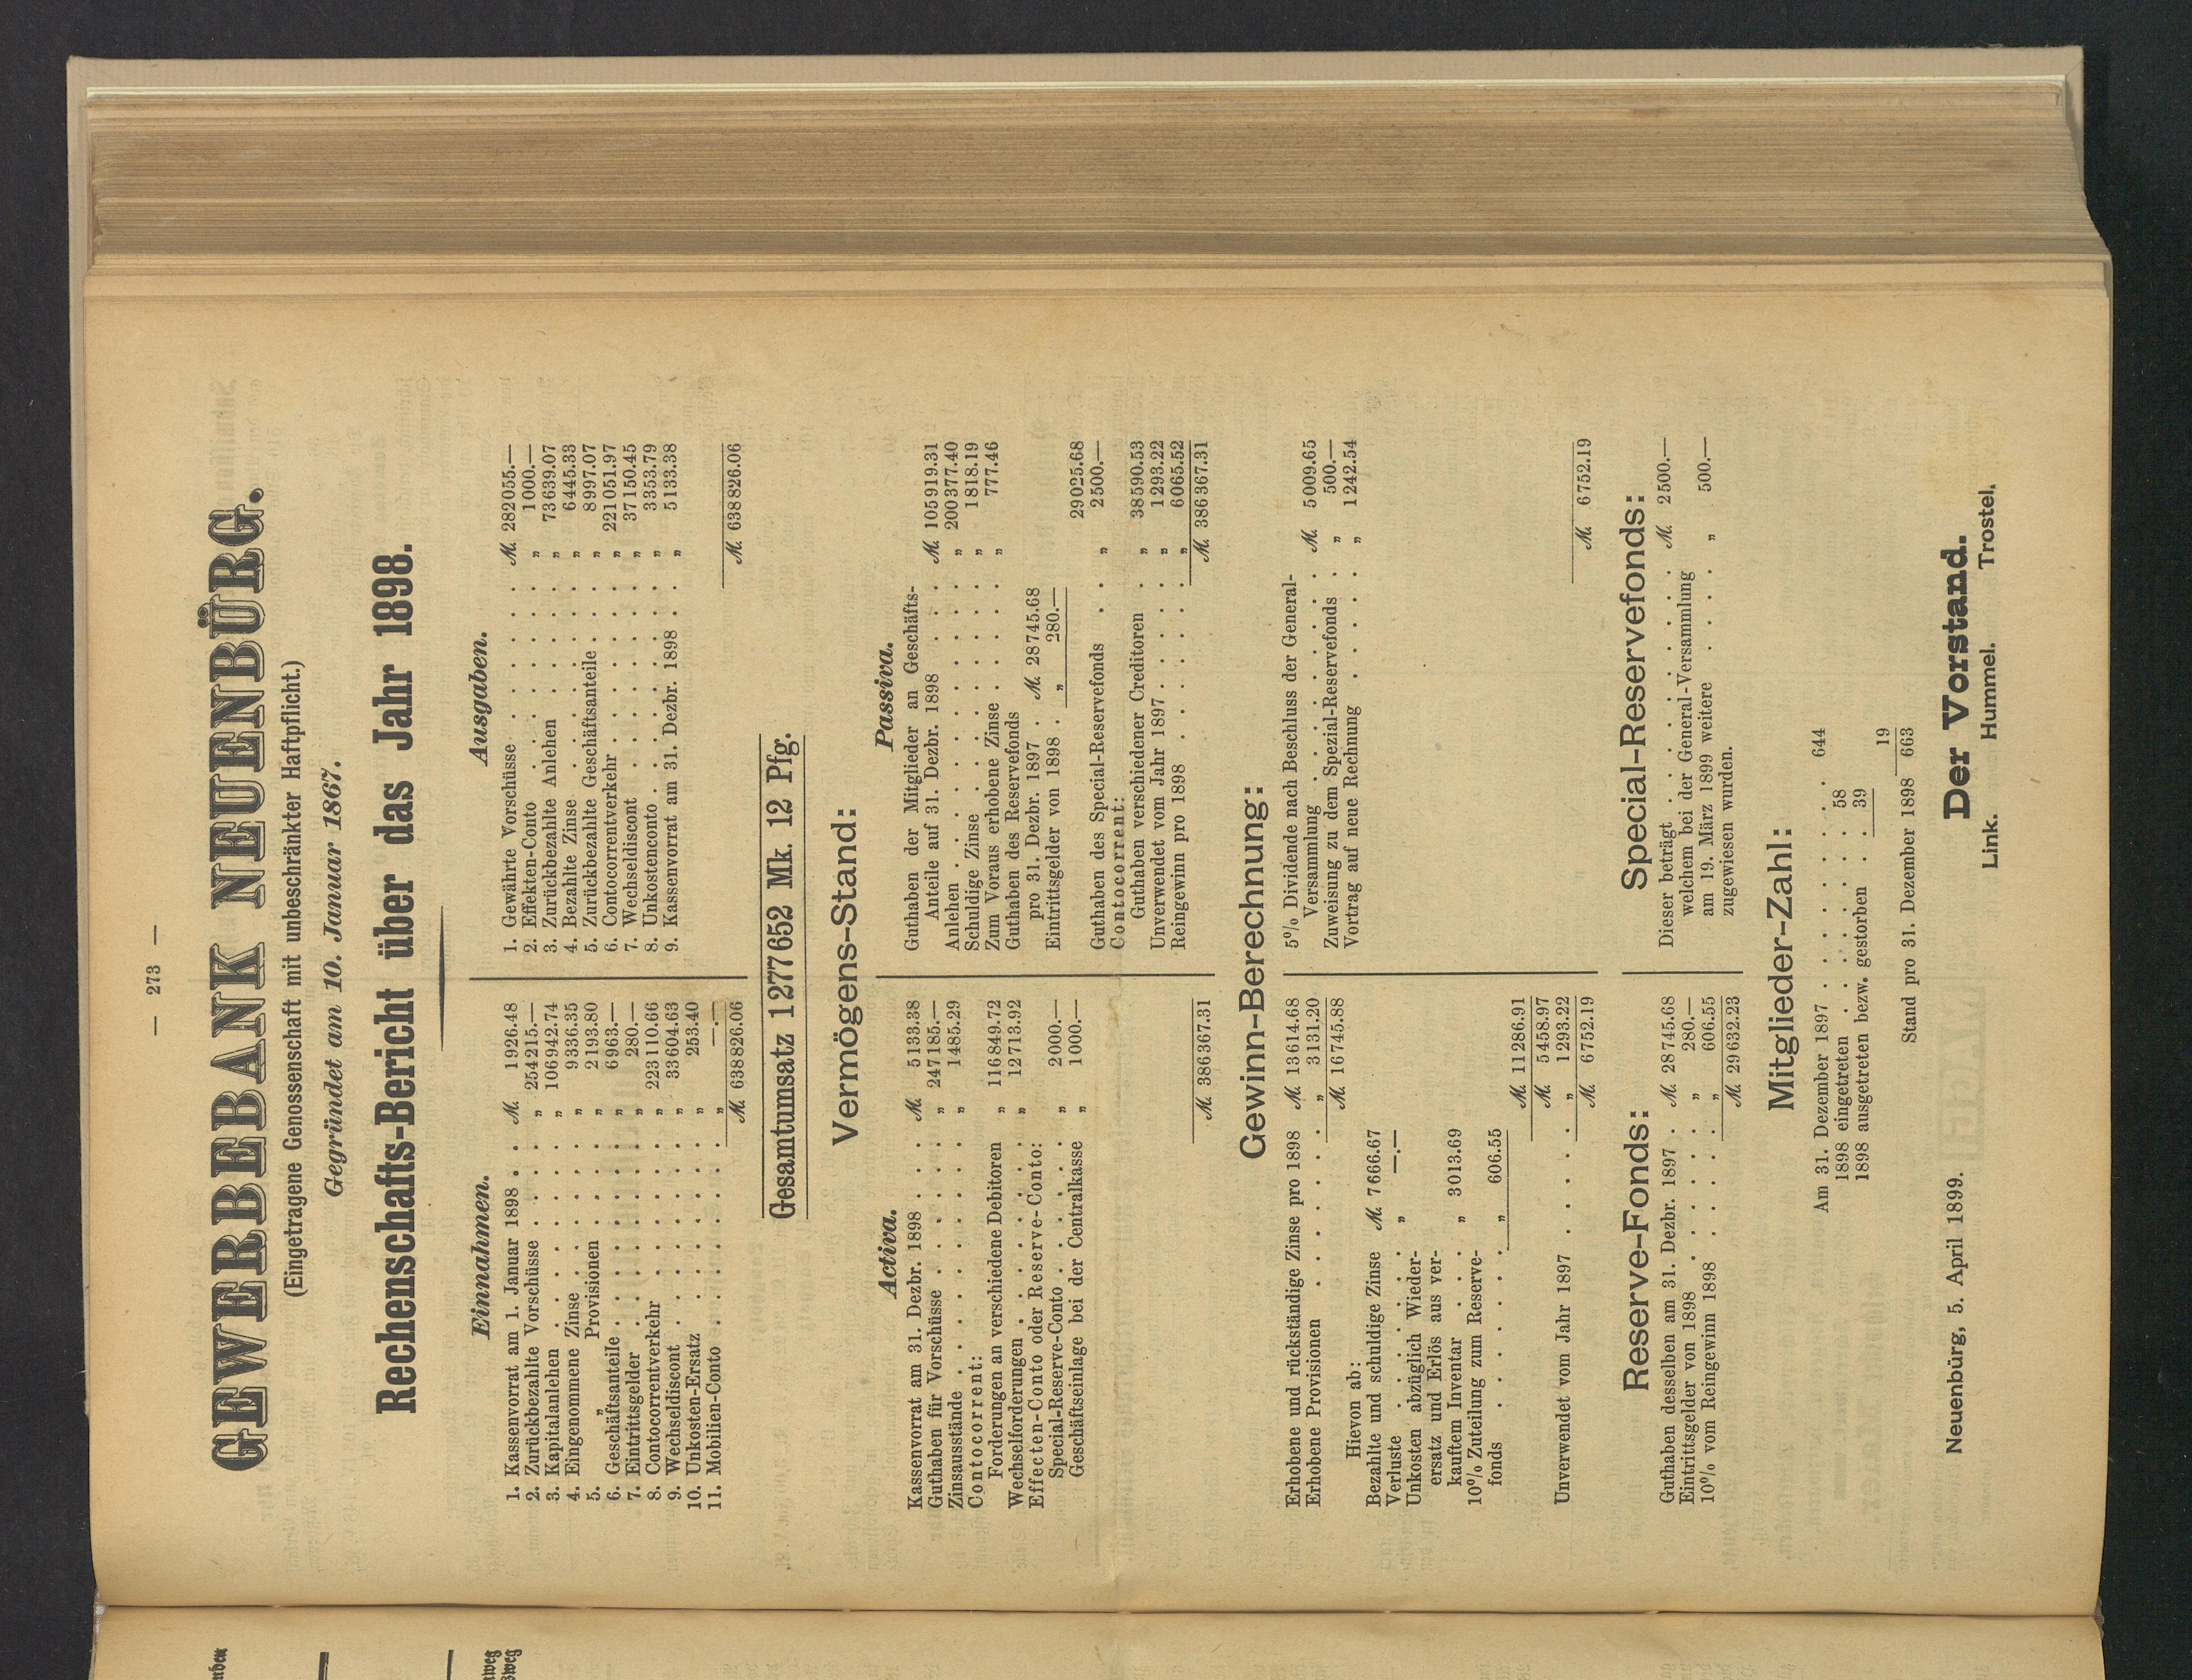 — 273 —
GEWERBEBANK NEUENBÜRG.
(Eingetragene Genossenschaft mit unbeschränkter Haftpflicht.)
Gegründet am 10. Januar 1867.
Rechenschafts-Bericht über das Jahr 1898.
Einnahmen.
1. Kassenvorrat am 1. Januar 1898 . . M. 1926.48
2. Zurückbezahlte Vorschüsse . . . . „ 254215.—
3. Kapitalanlehen . . . . . . . „ 106942.74
4. Eingenommene Zinse . . . . . . „ 9336.35
5. „ Provisionen . . . . . „ 2193.80
6. Geschäftsanteile . . . . . . . „ 6963.—
7. Eintrittsgelder . . . . . . . „ 280.—
8. Contocorrentverkehr . . . . . . „ 223110.66
9. Wechseldiscont . . . . . . . „ 33604.63
10. Unkosten-Ersatz . . . . . . . „ 253.40
11. Mobilien-Conto . . . . . . . „ —.—
M. 638826.06
Ausgaben.
1. Gewährte Vorschüsse . . . . . . M. 282055.—
2. Effekten-Conto . . . . . . . „ 1000.—
3. Zurückbezahlte Anlehen . . . . . „ 73639.07
4. Bezahlte Zinse . . . . . . . „ 6445.33
5. Zurückbezahlte Geschäftsanteile . . . „ 8997.07
6. Contocorrentverkehr . . . . . . „ 221051.97
7. Wechseldiscont . . . . . . . „ 37150.45
8. Unkostenconto . . . . . . . „ 3353.79
9. Kassenvorrat am 31. Dezbr. 1898 . . „ 5133.38
M. 638826.06
Gesamtumsatz 1277652 Mk. 12 Pfg.
Vermögens-Stand:
Activa.
Kassenvorrat am 31. Dezbr. 1898 . . . M. 5133.38
Guthaben für Vorschüsse . . . . . „ 247185.—
Zinsausstände . . . . . . . . „ 1485.29
Contocorrent:
Forderungen an verschiedene Debitoren „ 116849.72
Wechselforderungen . . . . . . „ 12713.92
Effecten-Conto oder Reserve-Conto:
Special-Reserve-Conto . . . . . „ 2000.—
Geschäftseinlage bei der Centralkasse „ 1000.—
M. 386367.31
Passiva.
Guthaben der Mitglieder an Geschäfts-
Anteile auf 31. Dezbr. 1898 . . . M. 105919.31
Anlehen . . . . . . . . . „ 200377.40
Schuldige Zinse . . . . . . . „ 1818.19
Zum Voraus erhobene Zinse . . . . „ 777.46
Guthaben des Reservefonds
pro 31. Dezbr. 1897 . M. 28745.68
Eintrittsgelder von 1898 . „ 280.—
29025.68
Guthaben des Special-Reservefonds . . „ 2500.—
Contocorrent:
Guthaben verschiedener Creditoren . „ 38590.53
Unverwendet vom Jahr 1897 . . . . „ 1293.22
Reingewinn pro 1898 . . . . . . „ 6065.52
M. 386367.31
Gewinn-Berechnung:
Erhobene und rückständige Zinse pro 1898 M. 13614.68
Erhobene Provisionen . . . . . . „ 3131.20
M. 16745.88
Hievon ab:
Bezahlte und schuldige Zinse M. 7666.67
Verluste . . . . . . „ —.—
Unkosten abzüglich Wieder-
ersatz und Erlös aus ver-
kauftem Inventar . . . „ 3013.69
10% Zuteilung zum Reserve-
fonds . . . . . . „ 606.55
M. 11286.91
M. 5458.97
Unverwendet vom Jahr 1897 . . . . „ 1293.22
M. 6752.19
5% Dividende nach Beschluss der General-
Versammlung . . . . . . . M. 5009.65
Zuweisung zu dem Spezial-Reservefonds . „ 500.—
Vortrag auf neue Rechnung . . . . „ 1242.54
M. 6752.19
Reserve-Fonds:
Guthaben desselben am 31. Dezbr. 1897 . M. 28745.68
Eintrittsgelder von 1898 . . . . . „ 280.—
10% vom Reingewinn 1898 . . . . . „ 606.55
M. 29632.23
Special-Reservefonds:
Dieser beträgt . . . . . . . . M. 2500.—
welchem bei der General-Versammlung
am 19. März 1899 weitere . . . . „ 500.—
zugewiesen wurden.
Mitglieder-Zahl:
Am 31. Dezember 1897 . . . . . . . 644
1898 eingetreten . . . . . 58
1898 ausgetreten bezw. gestorben . . 39
19
Stand pro 31. Dezember 1898 663
Neuenbürg, 5. April 1899.
Der Vorstand.
Link. Hummel. Trostel.